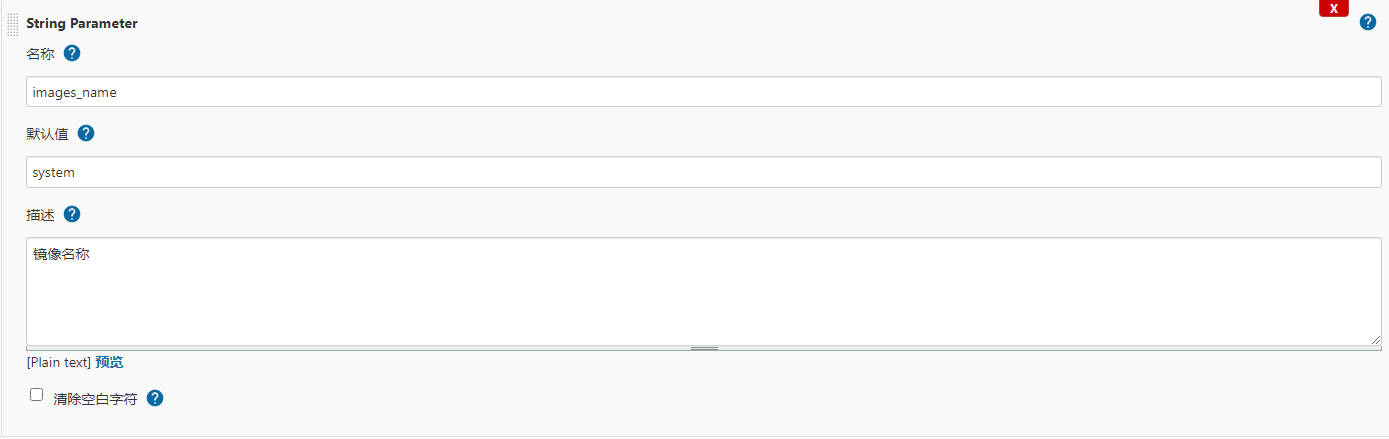 String Parameter
X
?
名称 ?
images_name
默认值 ?
system
描述 ?
镜像名称
[Plain text] 预览
清除空白字符 ?